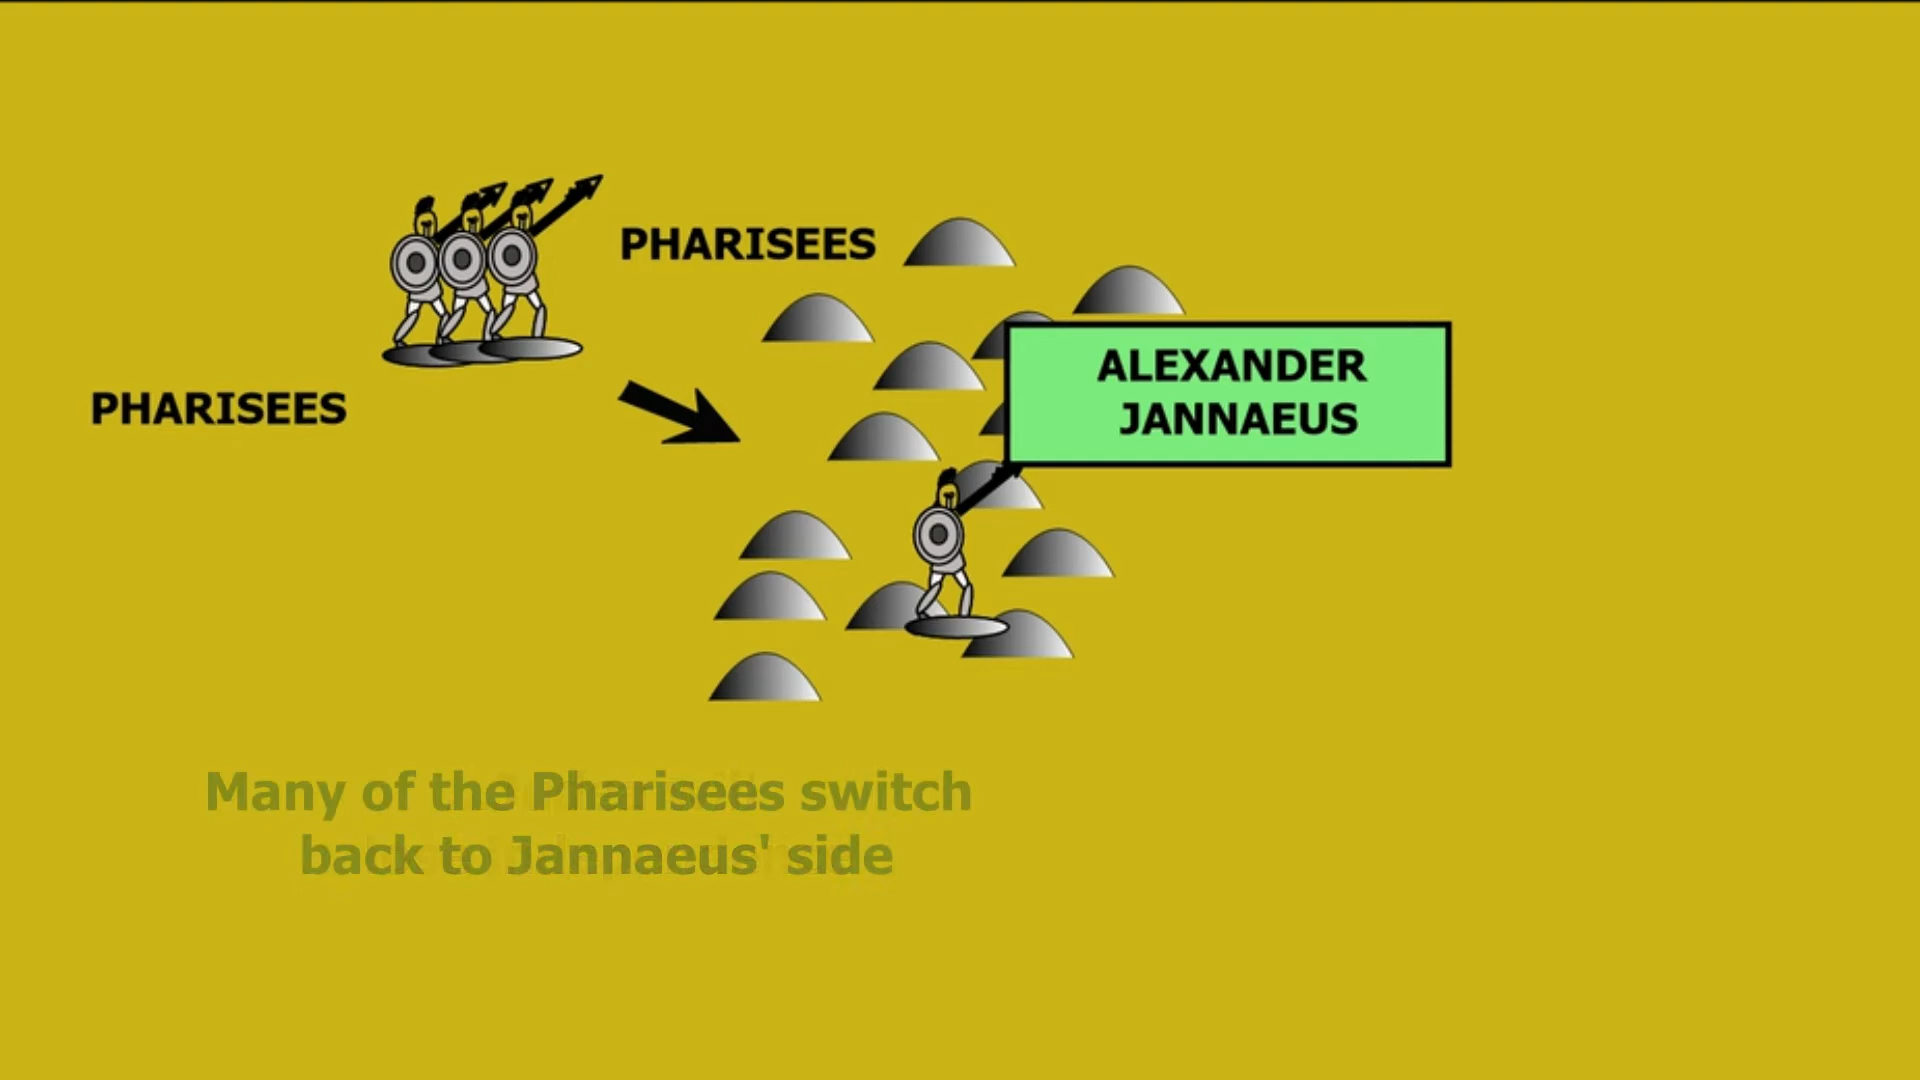 PHARISEES
ALEXANDER
JANNAEUS
PHARISEES
Many of the Pharisees switch
back to Jannaeus' side